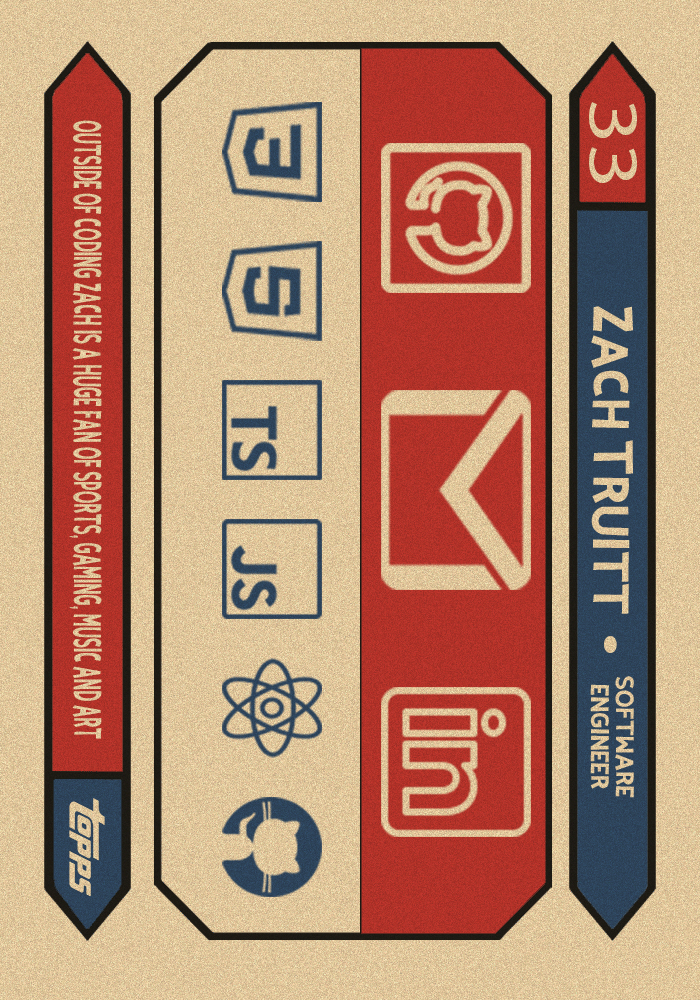 33
ZACH TRUITT •
SOFTWARE
ENGINEER
in
3
5
TS
JS
OUTSIDE OF CODING ZACH IS A HUGE FAN OF SPORTS, GAMING, MUSIC AND ART
topps